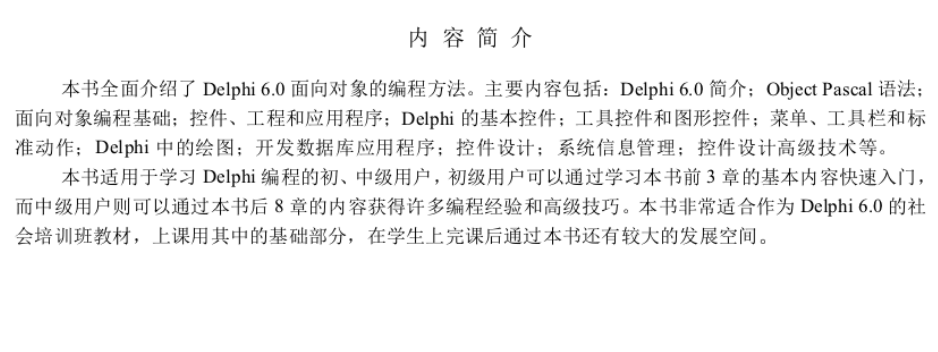 内 容 简 介
本书全面介绍了 Delphi 6.0 面向对象的编程方法。主要内容包括：Delphi 6.0 简介；Object Pascal 语法；
面向对象编程基础；控件、工程和应用程序；Delphi 的基本控件；工具控件和图形控件；菜单、工具栏和标
准动作；Delphi 中的绘图；开发数据库应用程序；控件设计；系统信息管理；控件设计高级技术等。
本书适用于学习 Delphi 编程的初、中级用户，初级用户可以通过学习本书前 3 章的基本内容快速入门，
而中级用户则可以通过本书后 8 章的内容获得许多编程经验和高级技巧。本书非常适合作为 Delphi 6.0 的社
会培训班教材，上课用其中的基础部分，在学生上完课后通过本书还有较大的发展空间。